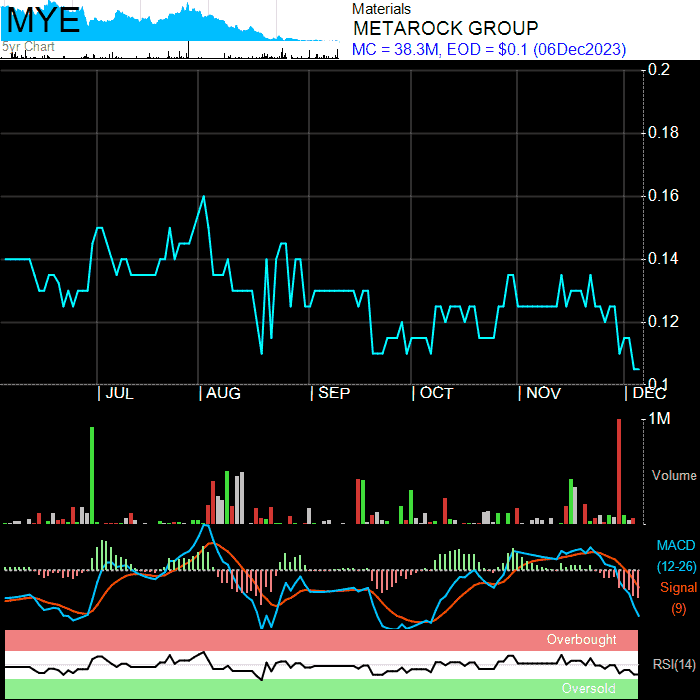 MYE
5yr Chart
Materials
METAROCK GROUP
MC = 38.3M, EOD = $0.1 (06Dec2023)
0.2
0.18
0.16
0.14
0.12
0.1
| JUL | AUG | SEP | OCT | NOV | DEC
1M
Volume
MACD
(12-26)
Signal
(9)
Overbought
RSI(14)
Oversold